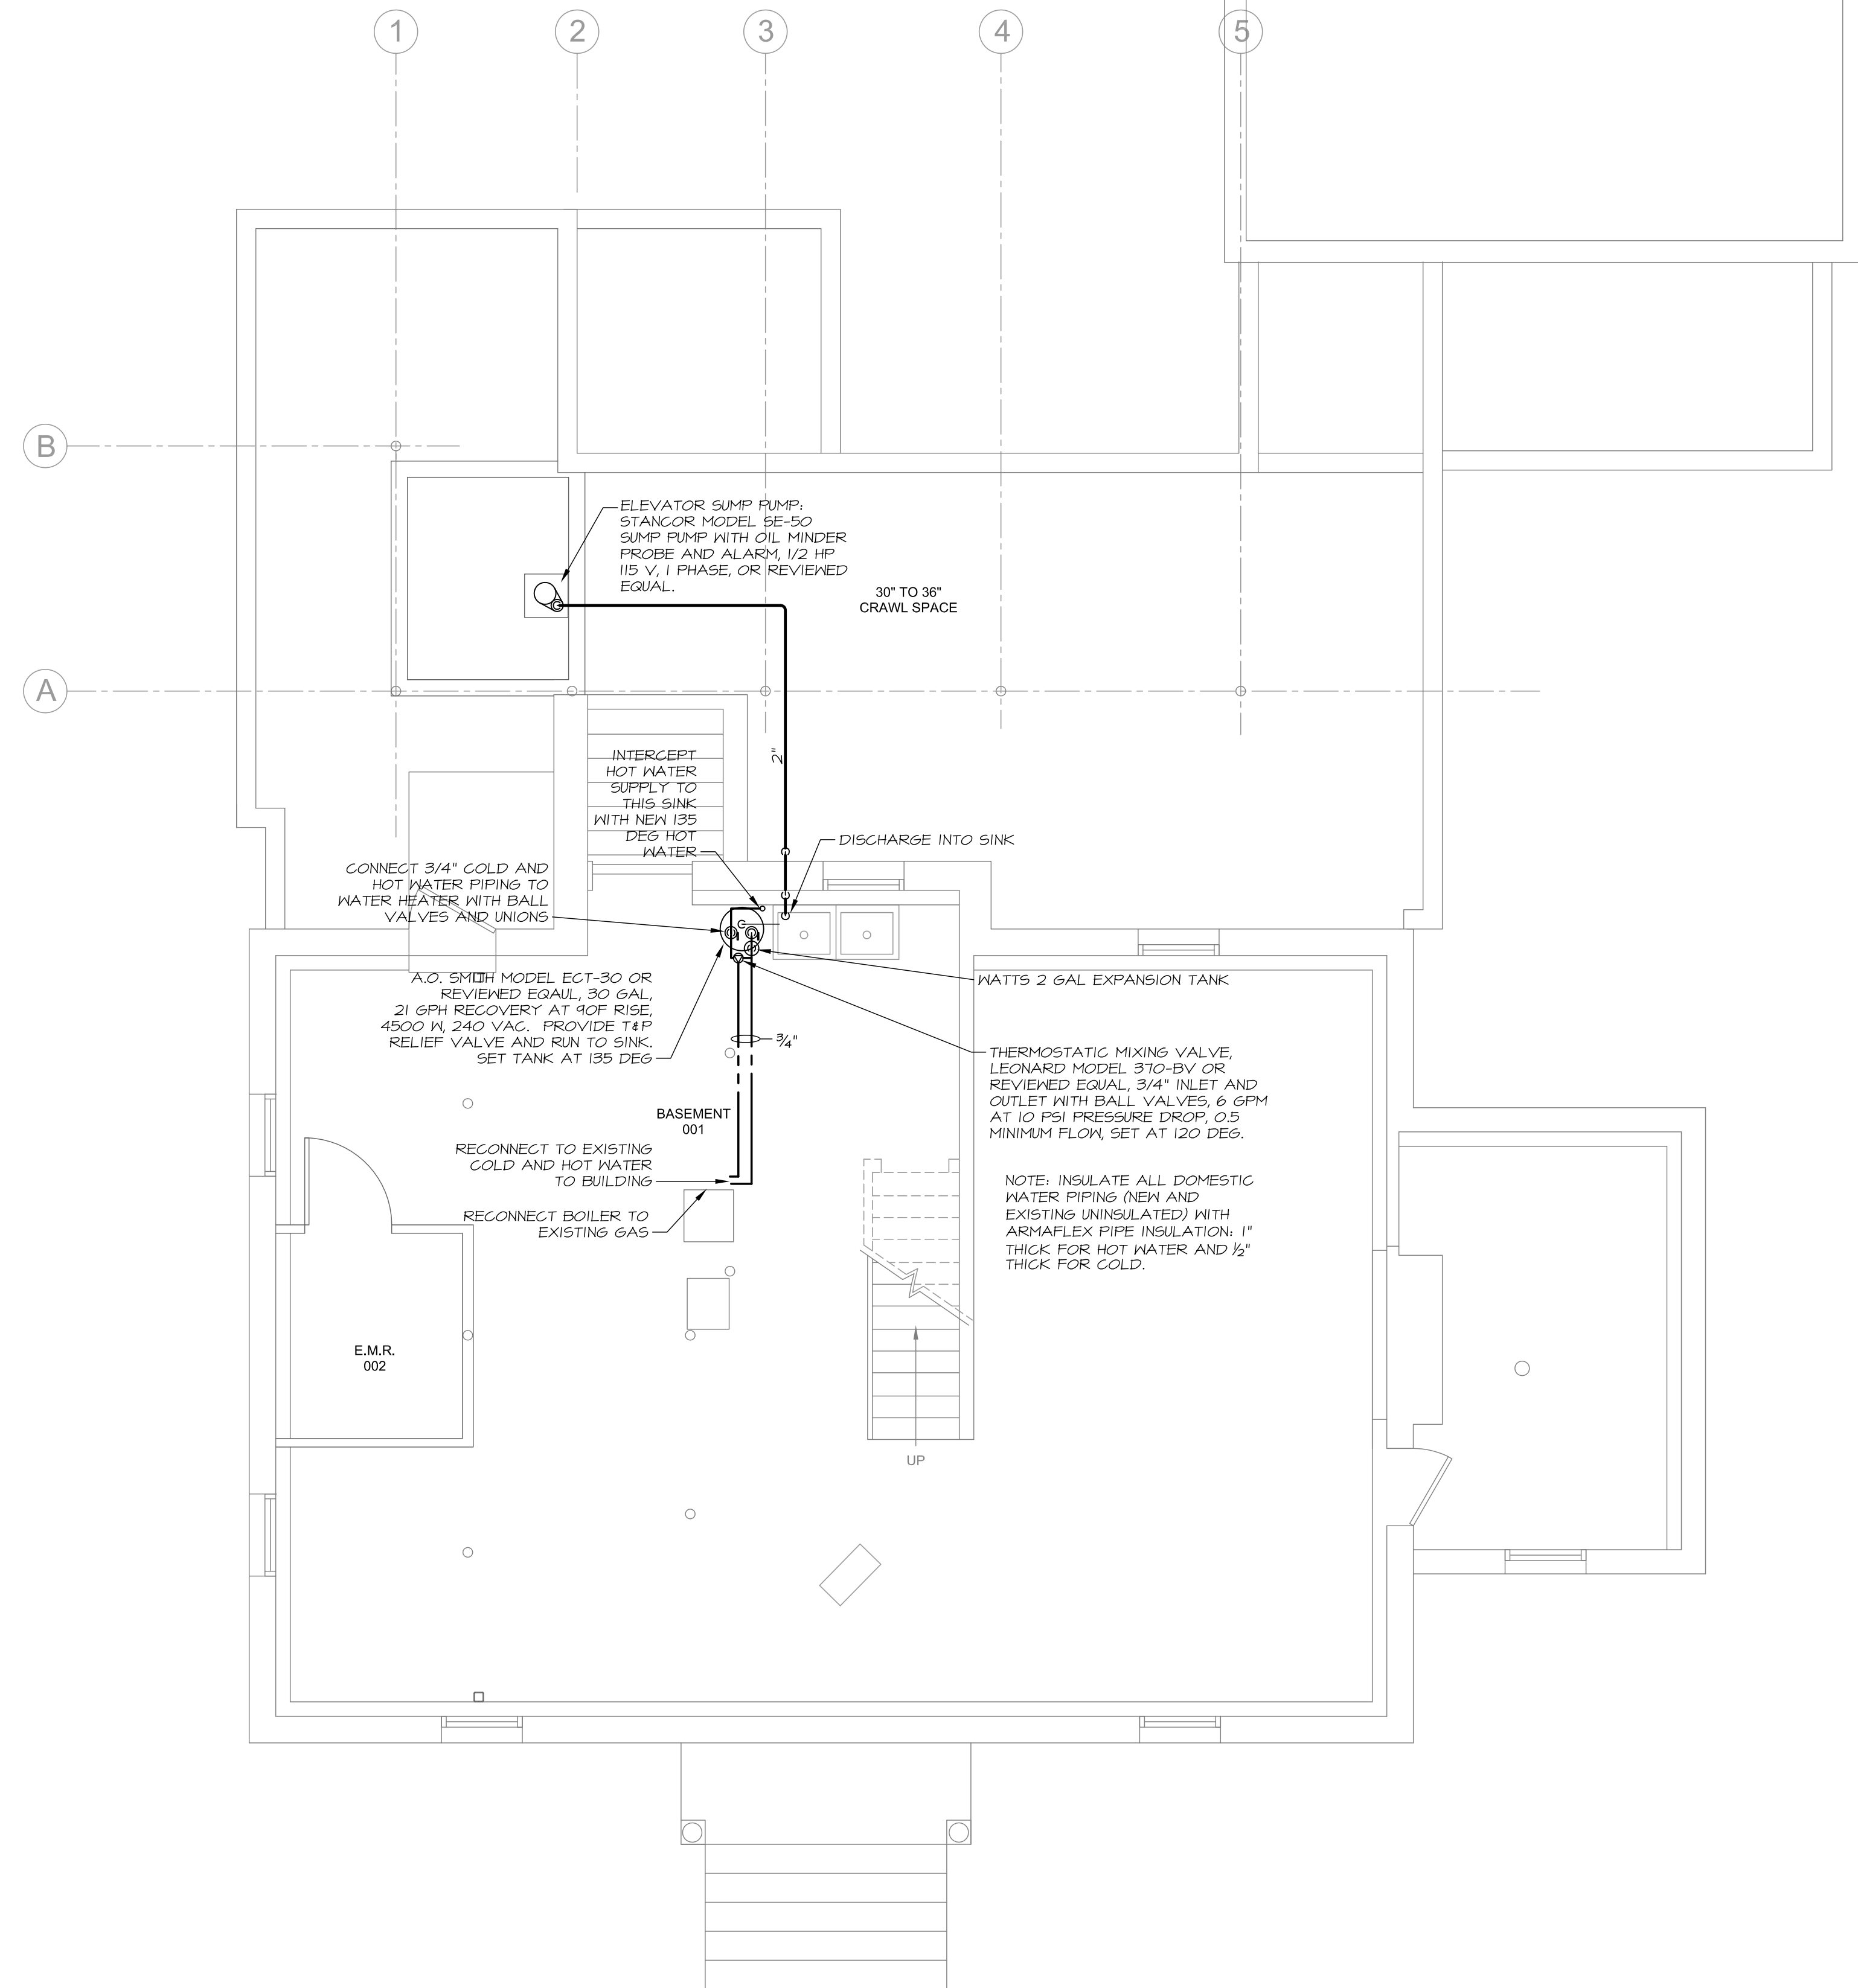 1
2
3
4
5
B
A
ELEVATOR SUMP PUMP:
STANCOR MODEL SE-50
SUMP PUMP WITH OIL MINDER
PROBE AND ALARM, 1/2 HP
115 V, 1 PHASE, OR REVIEWED
EQUAL.
30" TO 36"
CRAWL SPACE
2"
INTERCEPT
HOT WATER
SUPPLY TO
THIS SINK
WITH NEW 135
DEG HOT
WATER
DISCHARGE INTO SINK
CONNECT 3/4" COLD AND
HOT WATER PIPING TO
WATER HEATER WITH BALL
VALVES AND UNIONS
A.O. SMITH MODEL ECT-30 OR
REVIEWED EQAUL, 30 GAL,
21 GPH RECOVERY AT 90F RISE,
4500 W, 240 VAC. PROVIDE T&P
RELIEF VALVE AND RUN TO SINK.
SET TANK AT 135 DEG
WATTS 2 GAL EXPANSION TANK
3/4"
THERMOSTATIC MIXING VALVE,
LEONARD MODEL 370-BV OR
REVIEWED EQUAL, 3/4" INLET AND
OUTLET WITH BALL VALVES, 6 GPM
AT 10 PSI PRESSURE DROP, 0.5
MINIMUM FLOW, SET AT 120 DEG.
BASEMENT
001
RECONNECT TO EXISTING
COLD AND HOT WATER
TO BUILDING
RECONNECT BOILER TO
EXISTING GAS
NOTE: INSULATE ALL DOMESTIC
WATER PIPING (NEW AND
EXISTING UNINSULATED) WITH
ARMAFLEX PIPE INSULATION: 1"
THICK FOR HOT WATER AND 1/2"
THICK FOR COLD.
E.M.R.
002
UP